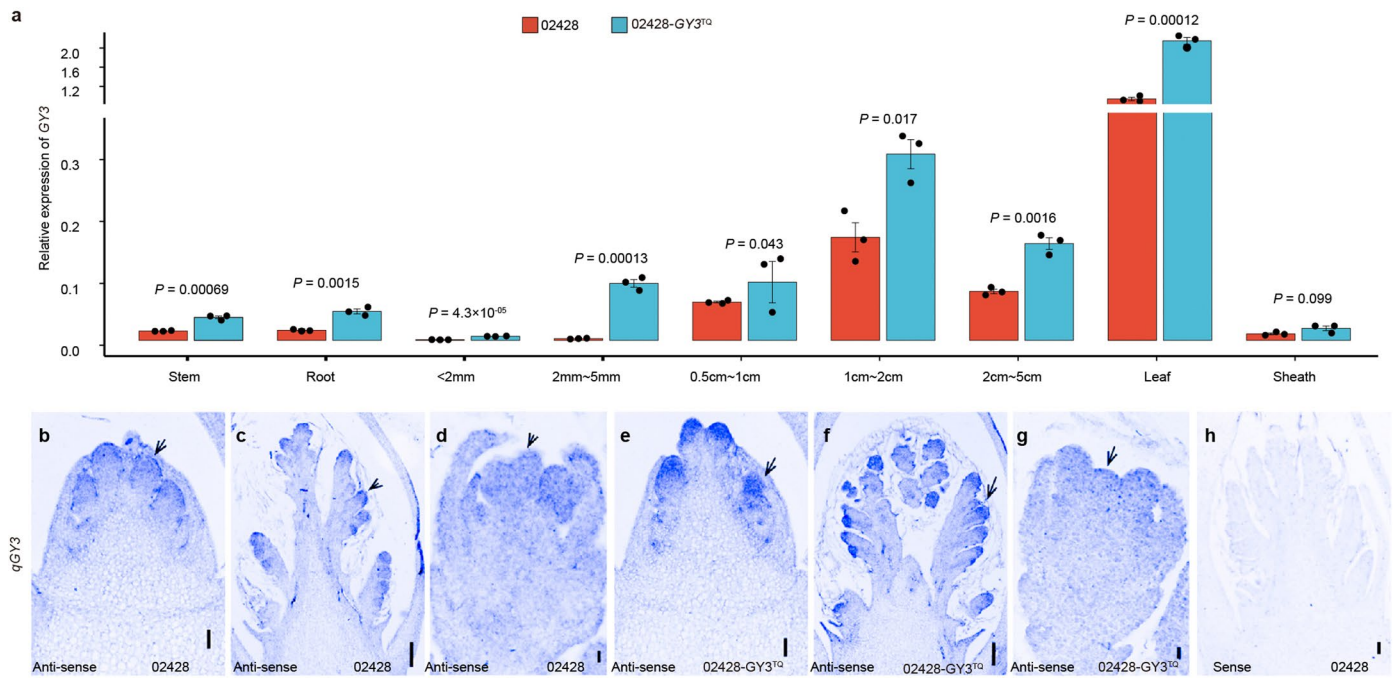 a
02428
02428-GY3TQ
Relative expression of GY3
2.0
1.6
1.2
0.3
0.2
0.1
0.0
P = 0.00069
P = 0.0015
P = 4.3×10-05
P = 0.00013
P = 0.043
P = 0.017
P = 0.0016
P = 0.00012
P = 0.099
Stem
Root
<2mm
2mm~5mm
0.5cm~1cm
1cm~2cm
2cm~5cm
Leaf
Sheath
qGY3
b
Anti-sense 02428
c
Anti-sense 02428
d
Anti-sense 02428
e
Anti-sense 02428-GY3TQ
f
Anti-sense 02428-GY3TQ
g
Anti-sense 02428-GY3TQ
h
Sense 02428